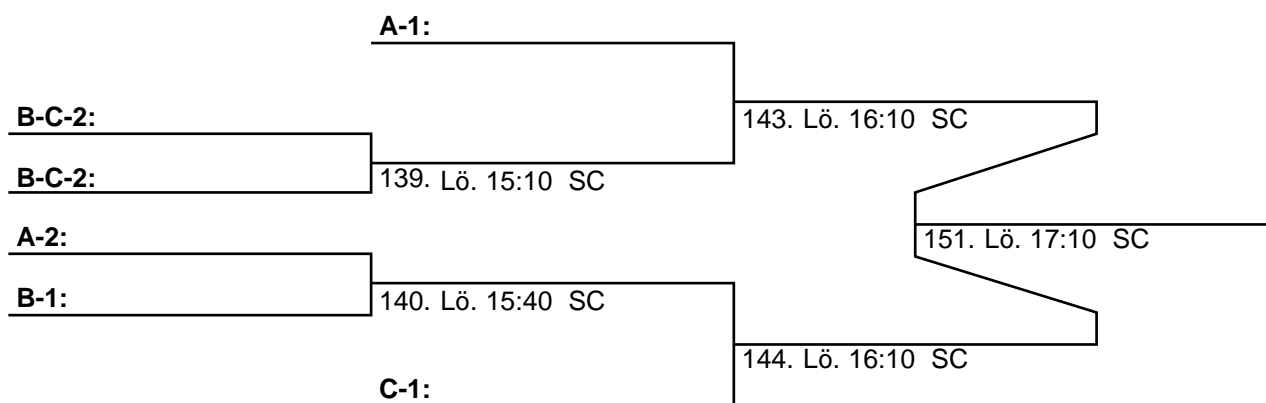 A-1:
B-C-2:
143. Lö. 16:10 SC
B-C-2:
139. Lö. 15:10 SC
A-2:
151. Lö. 17:10 SC
B-1:
140. Lö. 15:40 SC
144. Lö. 16:10 SC
C-1: